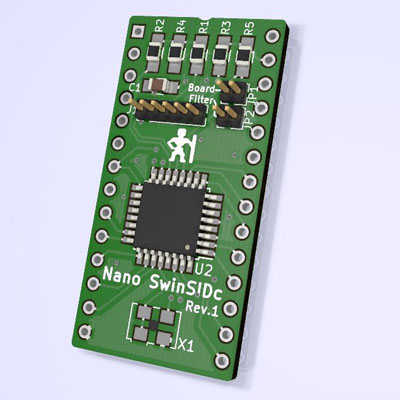 R2 R4 R1 R3 R5
C1
Board
JP1
Filter
JP2
U2
Nano SwinSIDc
Rev.1
X1